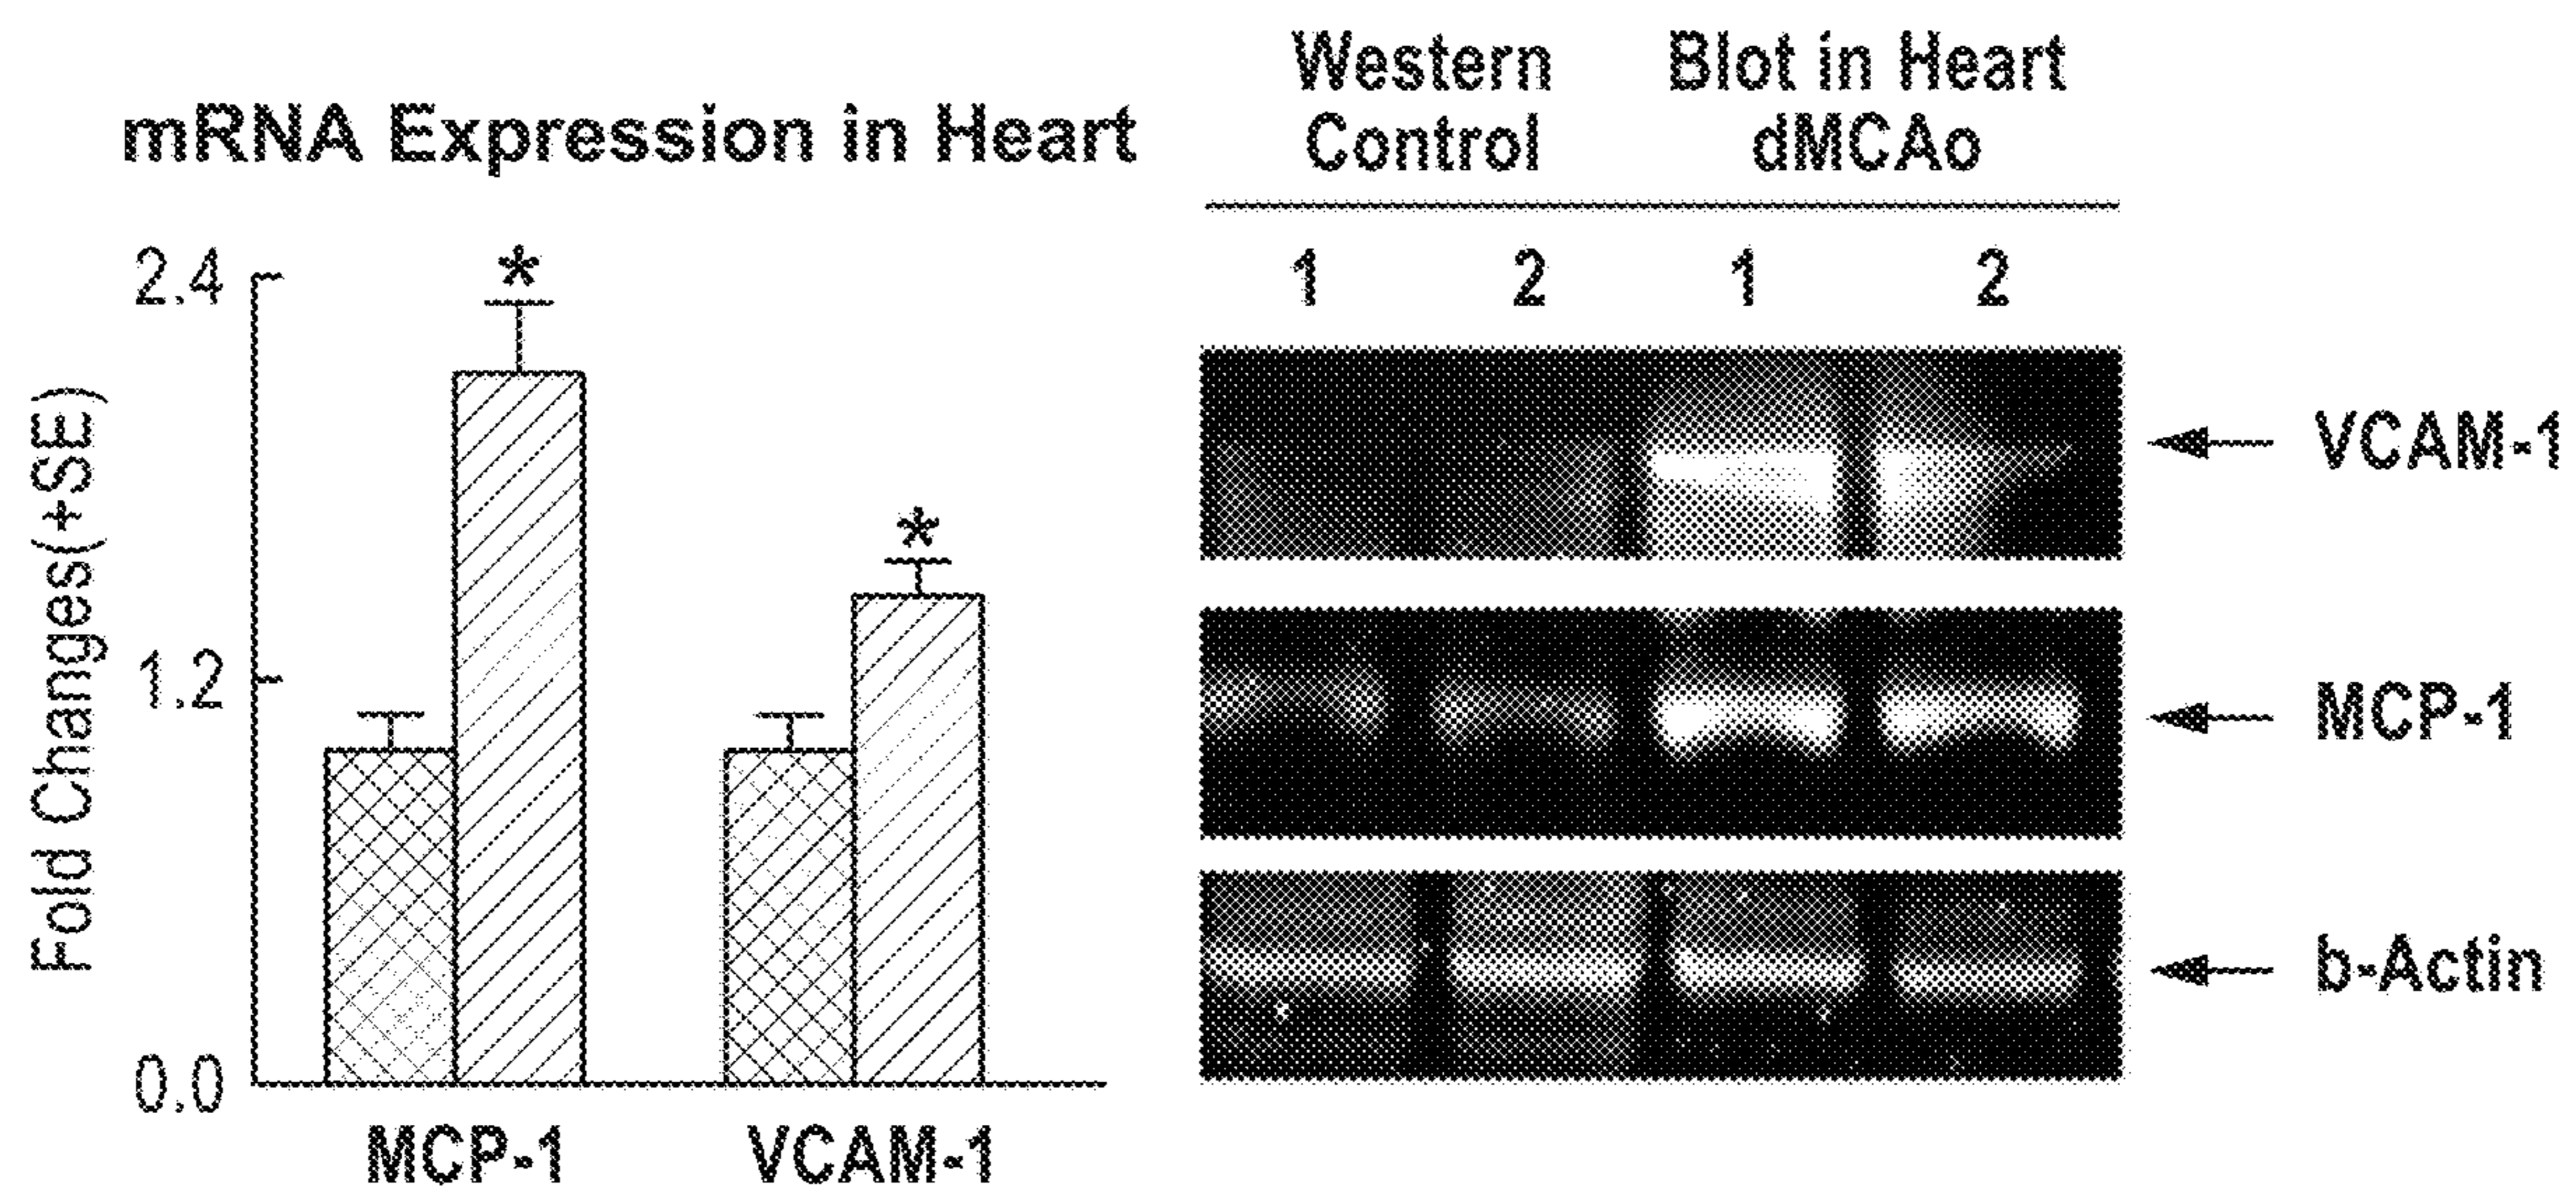 mRNA Expression in Heart
Fold Changes(+SE)
2.4
*
*
1.2
0.0
MCP-1 VCAM-1
Western Blot in Heart
Control dMCAo
1 2 1 2
VCAM-1
MCP-1
b-Actin